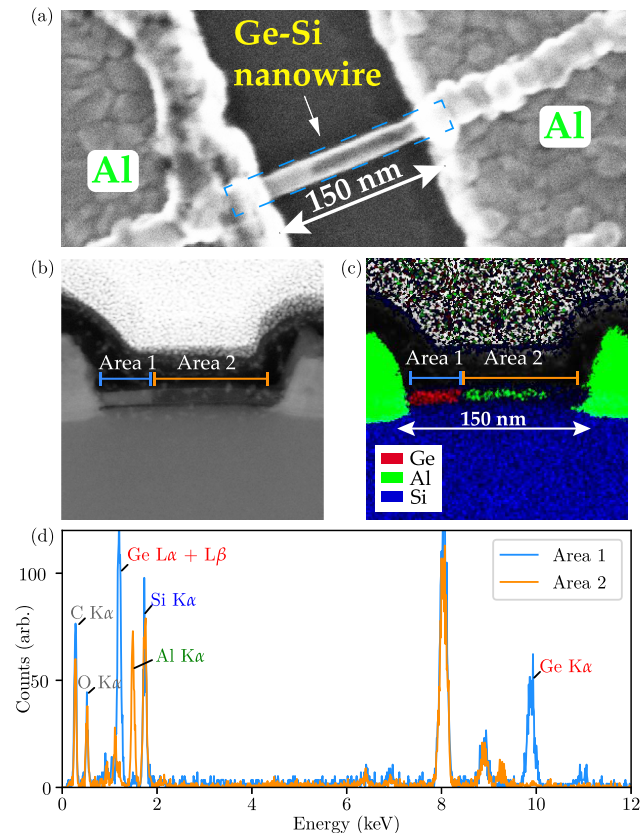 (a)
Ge-Si
nanowire
Al
Al
150 nm
(b)
(c)
Area 1 Area 2
Area 1 Area 2
150 nm
Ge
Al
Si
(d)
Ge Lα + Lβ
Area 1
Area 2
100
Si Kα
C Kα
Al Kα
O Kα
Ge Kα
50
0
Counts (arb.)
0 2 4 6 8 10 12
Energy (keV)